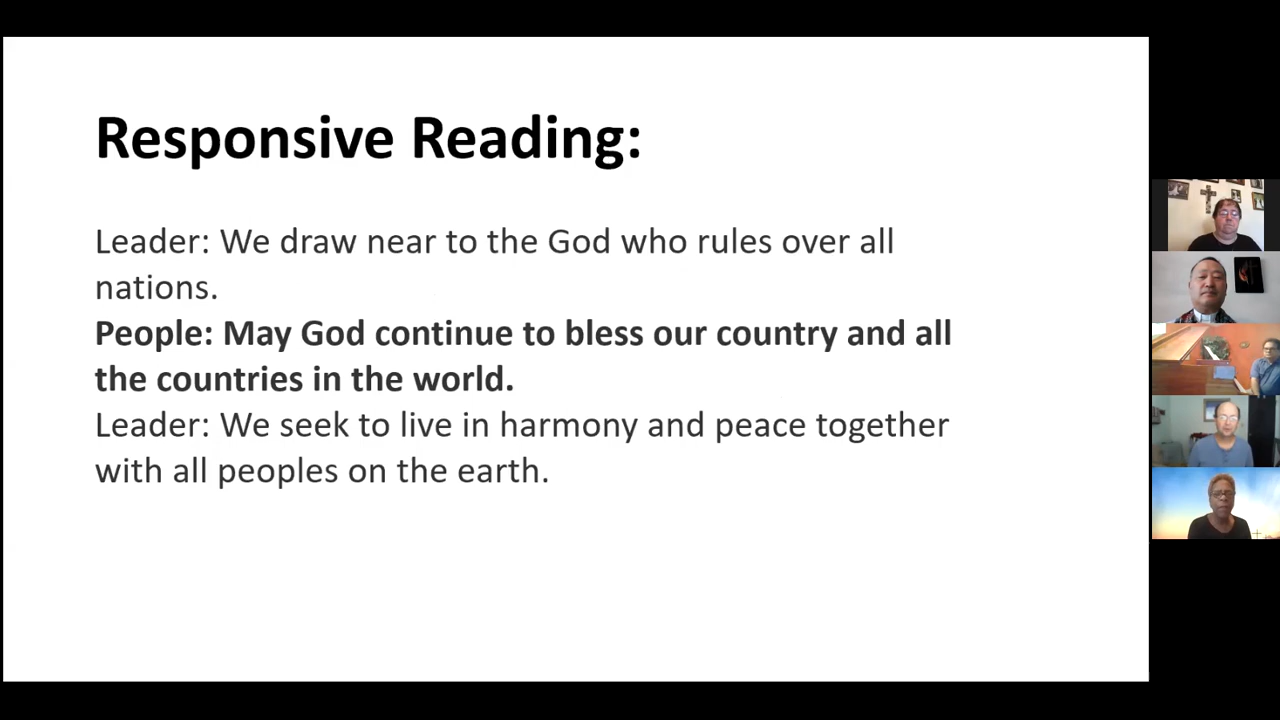 Responsive Reading:
Leader: We draw near to the God who rules over all
nations.
People: May God continue to bless our country and all
the countries in the world.
Leader: We seek to live in harmony and peace together
with all peoples on the earth.